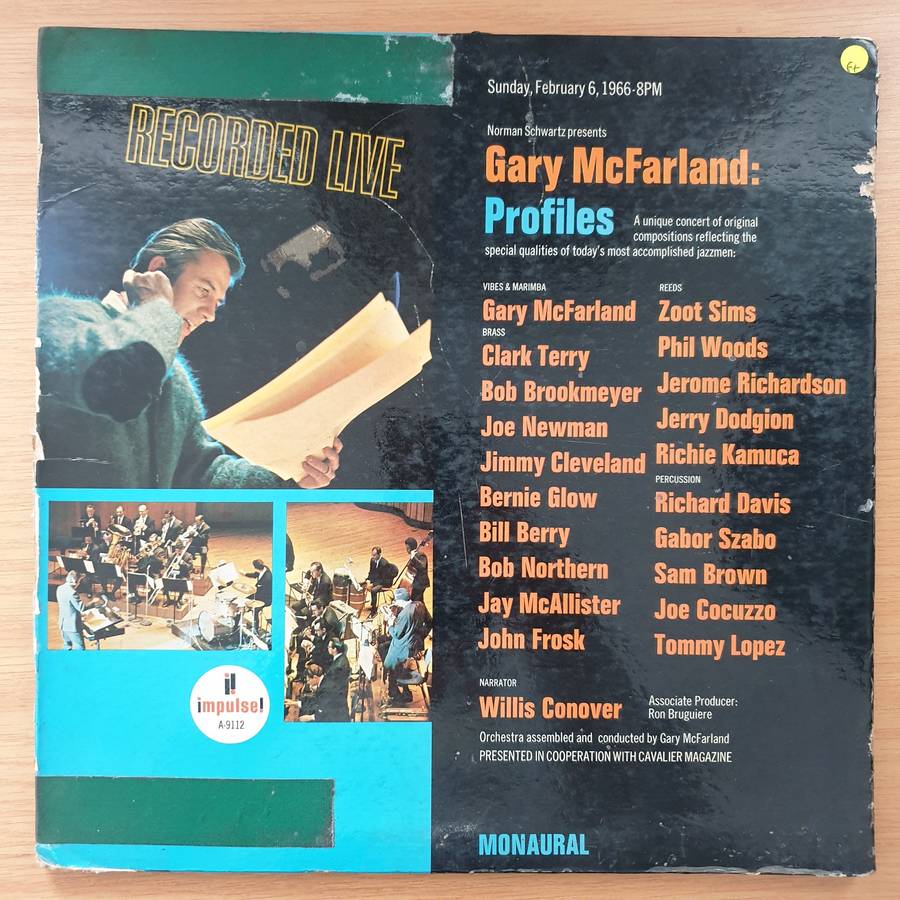 RECORDED LIVE
Sunday, February 6, 1966-8PM
Norman Schwartz presents
Gary McFarland:
Profiles
A unique concert of original
compositions reflecting the
special qualities of today's most accomplished jazzmen:
VIBES & MARIMBA
Gary McFarland
BRASS
Clark Terry
Bob Brookmeyer
Joe Newman
Jimmy Cleveland
Bernie Glow
Bill Berry
Bob Northern
Jay McAllister
John Frosk
REEDS
Zoot Sims
Phil Woods
Jerome Richardson
Jerry Dodgion
Richie Kamuca
PERCUSSION
Richard Davis
Gabor Szabo
Sam Brown
Joe Cocuzzo
Tommy Lopez
NARRATOR
Willis Conover
Associate Producer:
Ron Bruguiere
Orchestra assembled and conducted by Gary McFarland
PRESENTED IN COOPERATION WITH CAVALIER MAGAZINE
impulse!
A-9112
MONAURAL